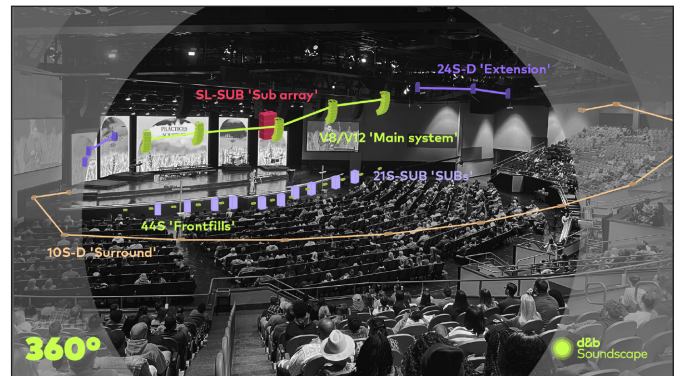 24S-D 'Extension'
SL-SUB 'Sub array'
PRACTICES
V8/V12 'Main system'
21S-SUB 'SUBs'
44S 'Frontfills'
10S-D 'Surround'
360°
d&b
Soundscape